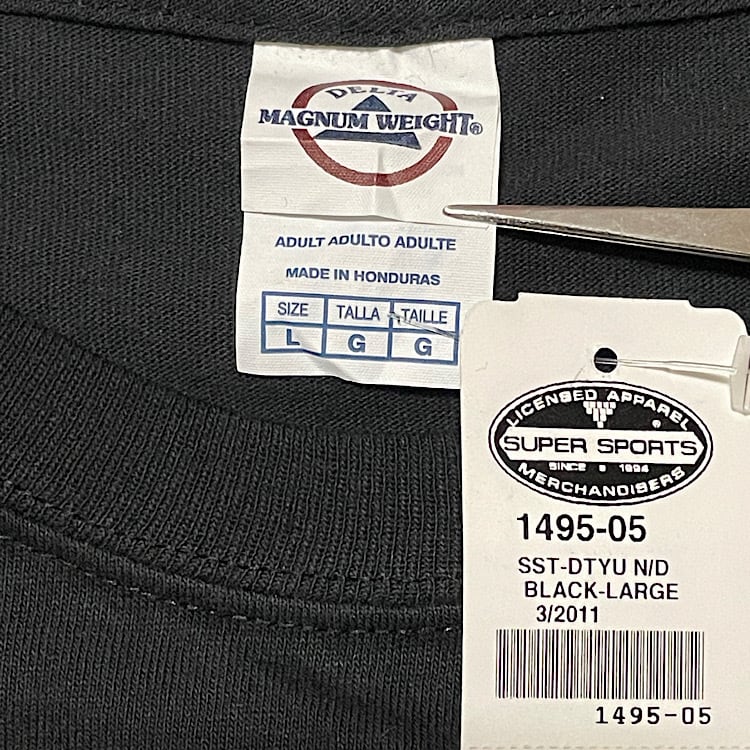 DELTA
MAGNUM WEIGHT®
ADULT ADULTO ADULTE
MADE IN HONDURAS
SIZE TALLA TAILLE
L G G
LICENSED APPAREL
®
SUPER SPORTS
SINCE 1994
MERCHANDISERS
1495-05
SST-DTYU N/D
BLACK-LARGE
3/2011
1495-05